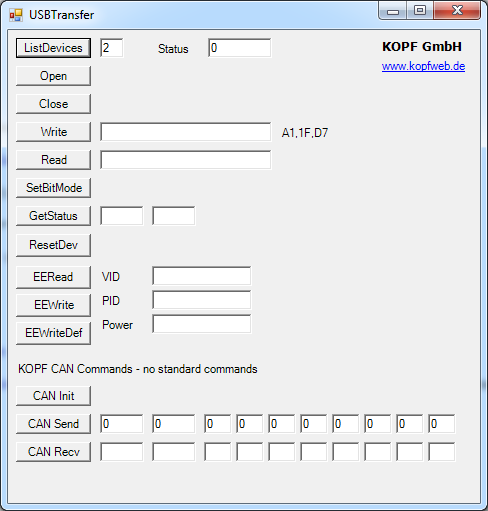 USBTransfer
ListDevices 2 Status 0 KOPF GmbH
www.kopfweb.de
Open
Close
Write A1,1F,D7
Read
SetBitMode
GetStatus
ResetDev
EERead VID
EEWrite PID
Power
EEWriteDef
KOPF CAN Commands - no standard commands
CAN Init
CAN Send 0 0 0 0 0 0 0 0 0 0
CAN Recv